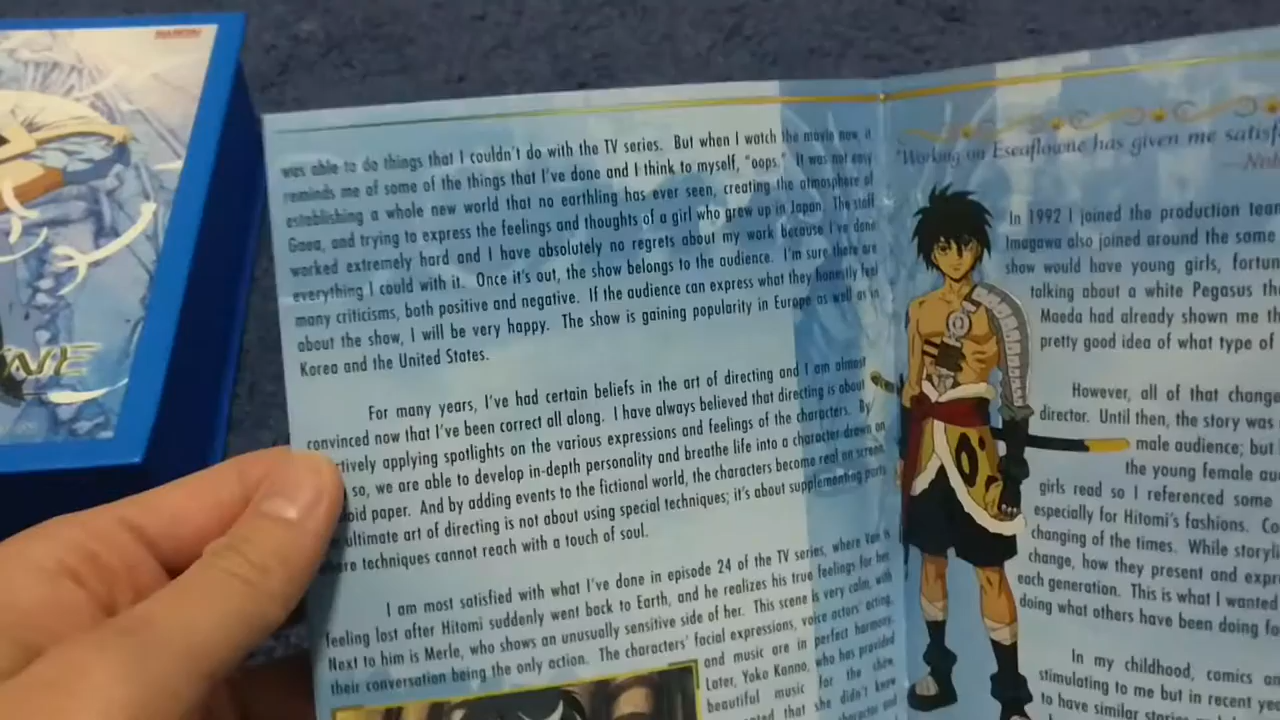 BANDAI
NE
was able to do things that I couldn't do with the TV series. But when I watch the movie now it
reminds me of some of the things that I've done and I think to myself, "oops." It was not easy
establishing a whole new world that no earthling has ever seen, creating the atmosphere of
Gaea, and trying to express the feelings and thoughts of a girl who grew up in Japan. The staff
worked extremely hard and I have absolutely no regrets about my work because I've done
everything I could with it. Once it's out, the show belongs to the audience. I'm sure there are
many criticisms, both positive and negative. If the audience can express what they honestly feel
about the show, I will be very happy. The show is gaining popularity in Europe as well as in
Korea and the United States.
For many years, I've had certain beliefs in the art of directing and I am almost
convinced now that I've been correct all along. I have always believed that directing is about
tively applying spotlights on the various expressions and feelings of the characters. By
so, we are able to develop in-depth personality and breathe life into a character drawn on
oid paper. And by adding events to the fictional world, the characters become real on screen.
ultimate art of directing is not about using special techniques; it's about supplementing parts
here techniques cannot reach with a touch of soul.
I am most satisfied with what I've done in episode 24 of the TV series, where Van is
feeling lost after Hitomi suddenly went back to Earth, and he realizes his true feelings for her.
Next to him is Merle, who shows an unusually sensitive side of her. This scene is very calm, with
their conversation being the only action. The characters' facial expressions, voice actors' acting,
and music are in perfect harmony.
Later, Yoko Kanno, who has provided
beautiful music for the show,
nted that she didn't know
character and
"Working on Escaflowne has given me satisf
In 1992 I joined the production tear
Imagawa also joined around the same
show would have young girls, fortun
talking about a white Pegasus th
Maeda had already shown me th
pretty good idea of what type of
However, all of that change
director. Until then, the story was
male audience; but
the young female au
girls read so I referenced some
especially for Hitomi's fashions. Co
changing of the times. While storyli
change, how they present and expr
each generation. This is what I wanted
doing what others have been doing fo
In my childhood, comics an
stimulating to me but in recent ye
to have similar stories